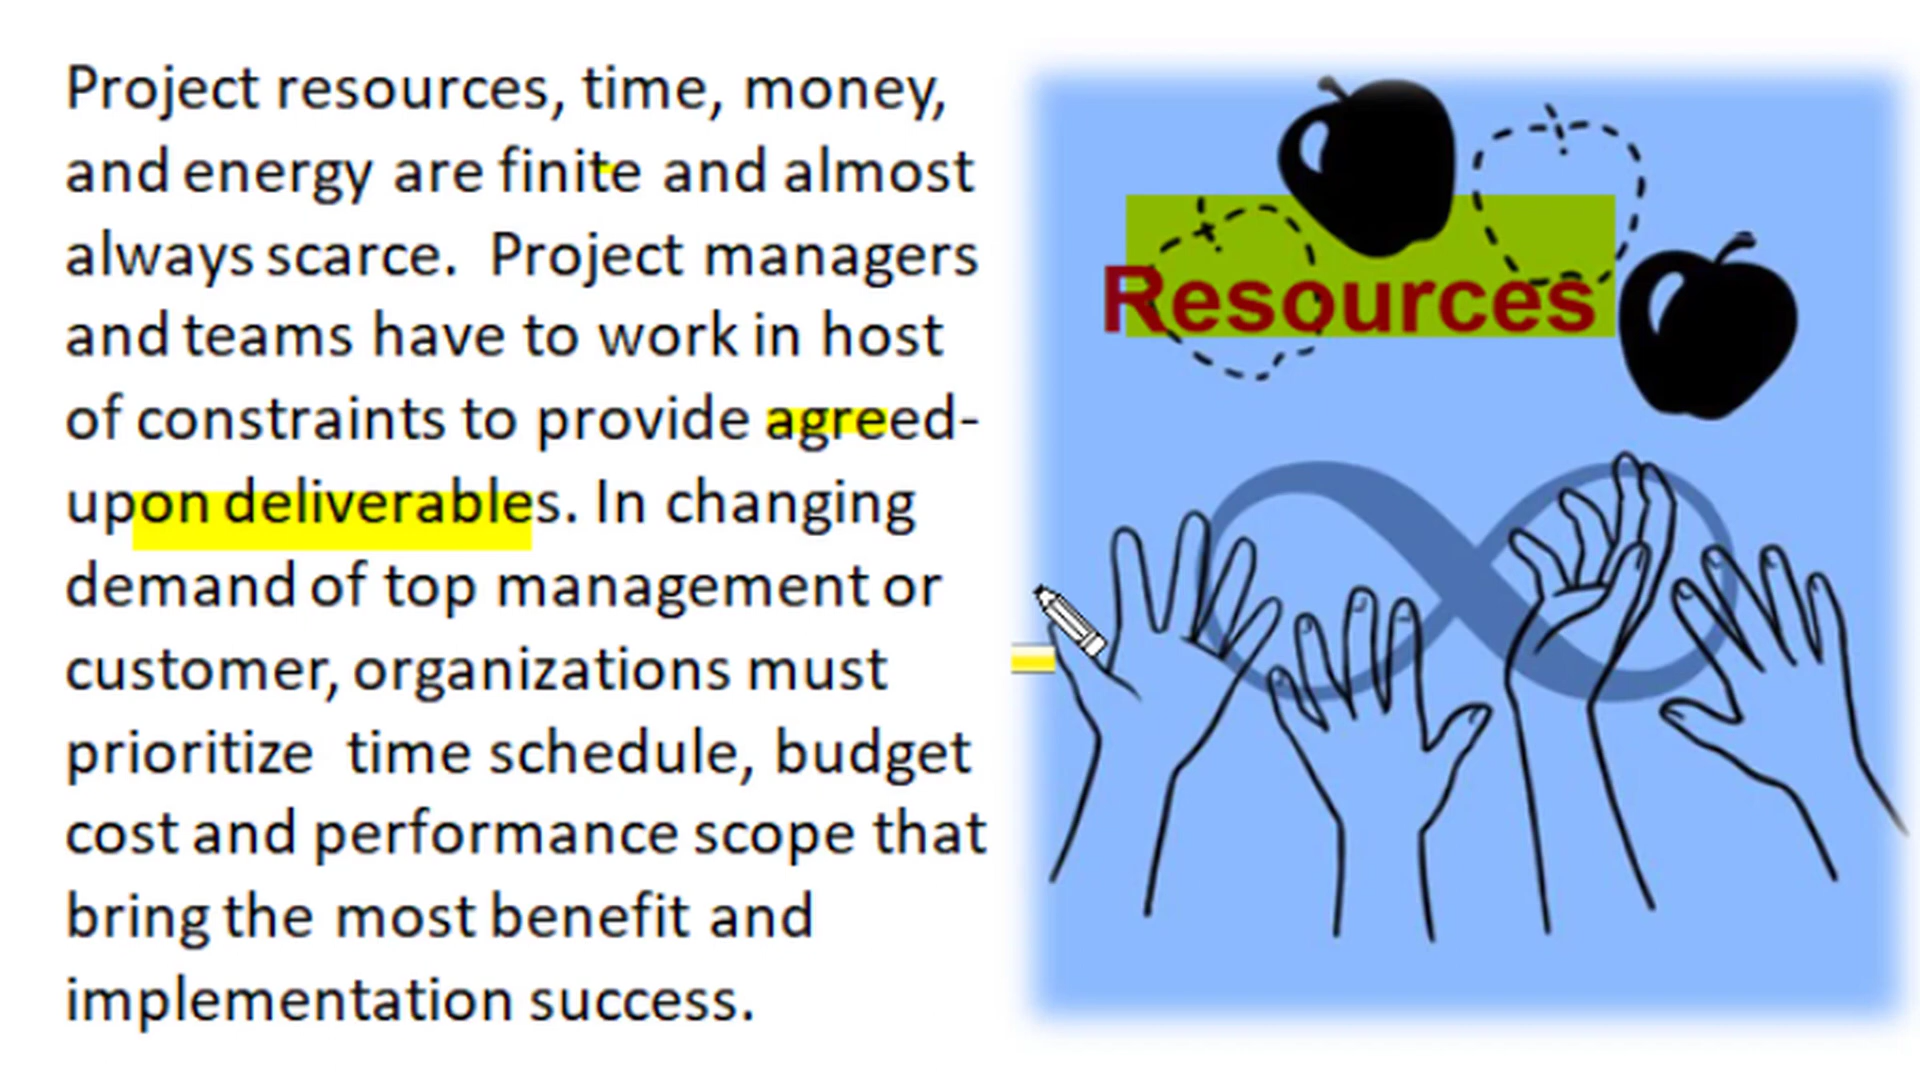 Project resources, time, money,
and energy are finite and almost
always scarce. Project managers
and teams have to work in host
of constraints to provide agreed-
upon deliverables. In changing
demand of top management or
customer, organizations must
prioritize time schedule, budget
cost and performance scope that
bring the most benefit and
implementation success.
Resources